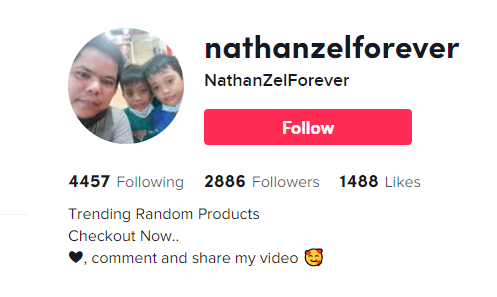 nathanzelforever
NathanZelForever
Follow
4457 Following 2886 Followers 1488 Likes
Trending Random Products
Checkout Now..
🖤, comment and share my video 🥰